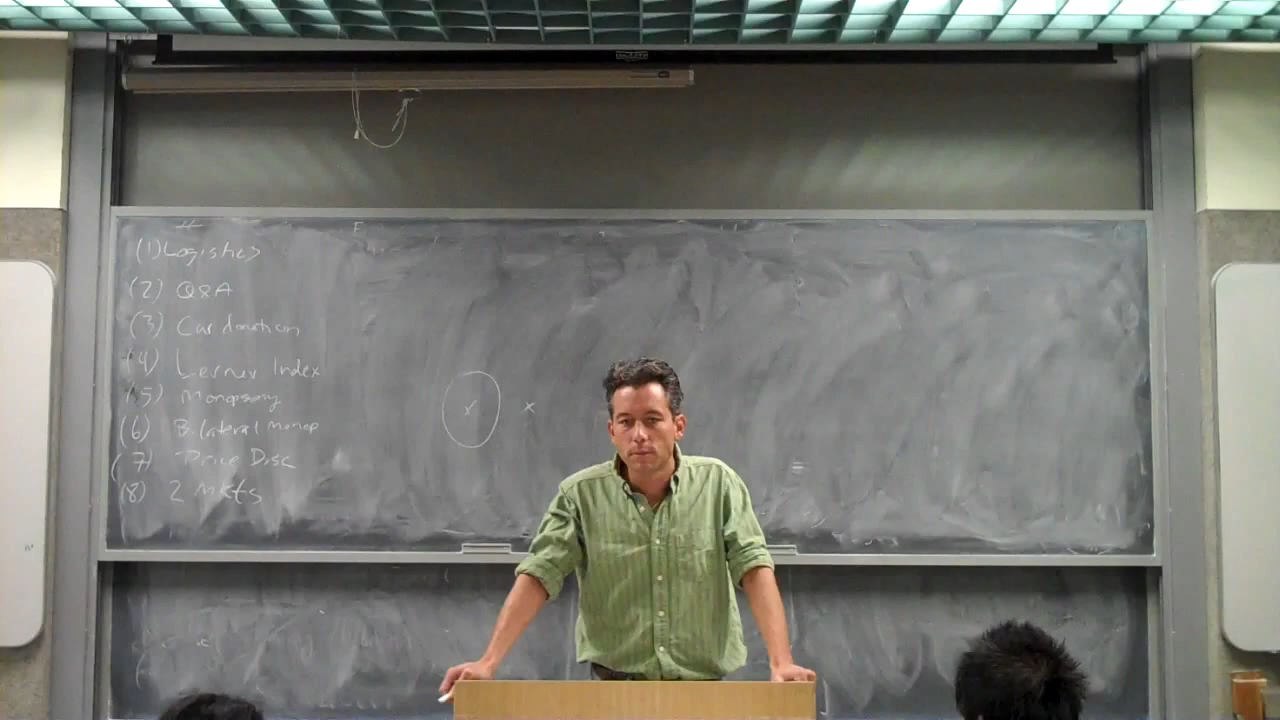 (1) Logistics
(2) Q&A
(3) Car donation
(4) Lerner Index
(5) Monopsony
(6) Bilateral Monop
(7) Price Disc
(8) 2 Mkts
x x